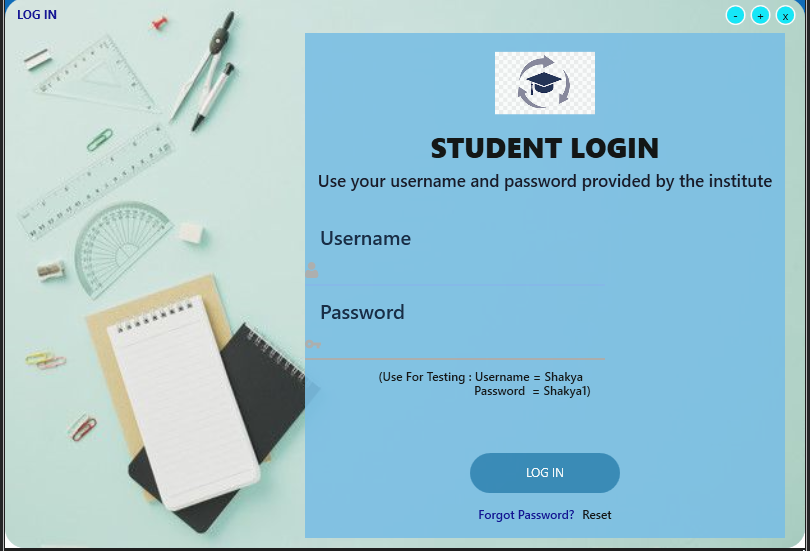 LOG IN
- + x
STUDENT LOGIN
Use your username and password provided by the institute
Username
Password
(Use For Testing : Username = Shakya
Password = Shakya1)
LOG IN
Forgot Password? Reset